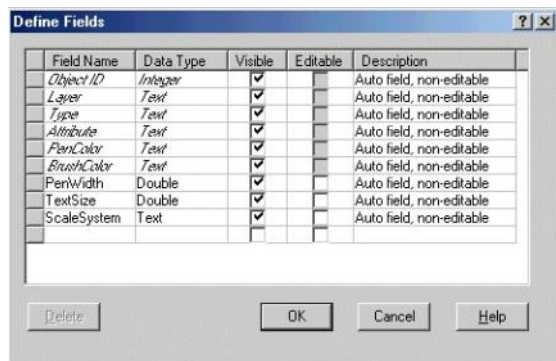 Define Fields
Field Name Data Type Visible Editable Description
Object ID Integer Auto field, non-editable
Layer Text Auto field, non-editable
Type Text Auto field, non-editable
Attribute Text Auto field, non-editable
PenColor Text Auto field, non-editable
BrushColor Text Auto field, non-editable
PenWidth Double Auto field, non-editable
TextSize Double Auto field, non-editable
ScaleSystem Text Auto field, non-editable
Delete OK Cancel Help